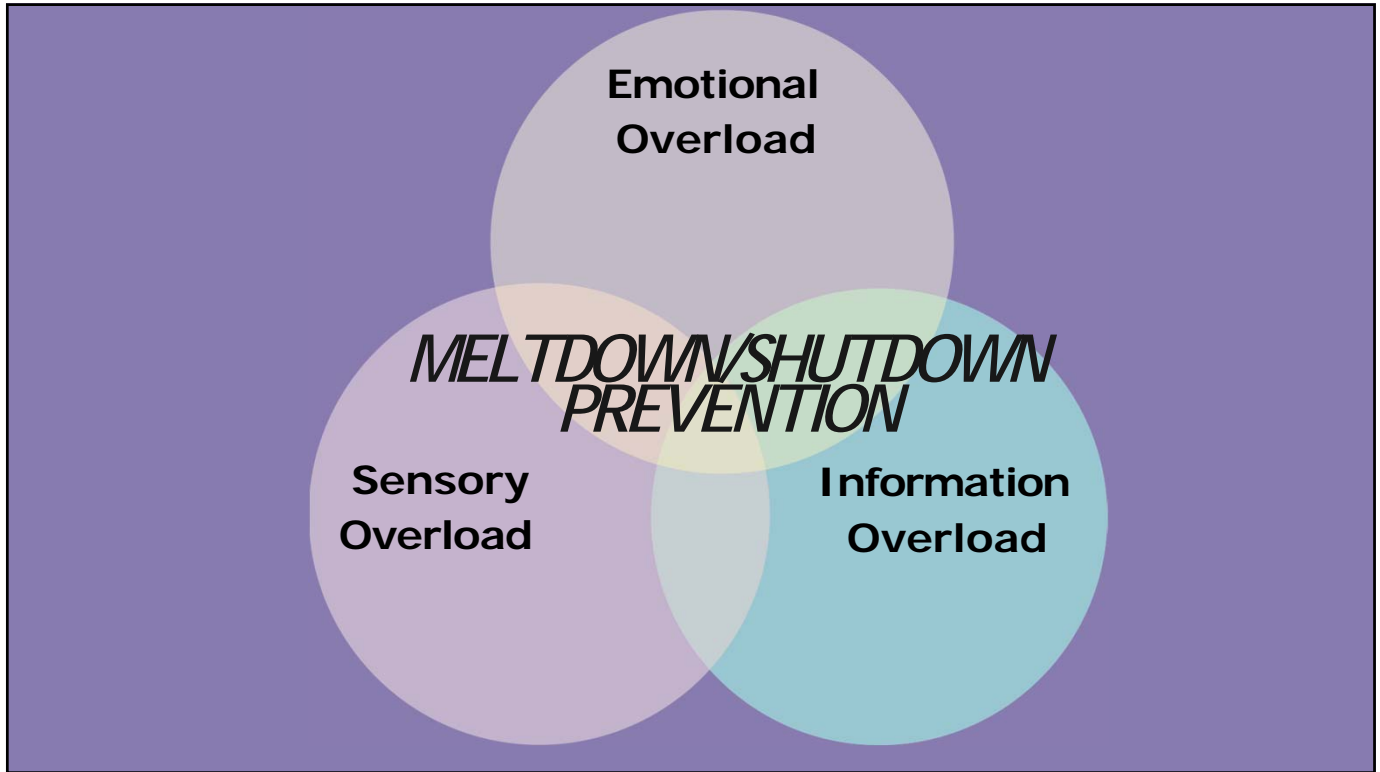 Emotional
Overload
MELTDOWN/SHUTDOWN
PREVENTION
Sensory
Overload
Information
Overload